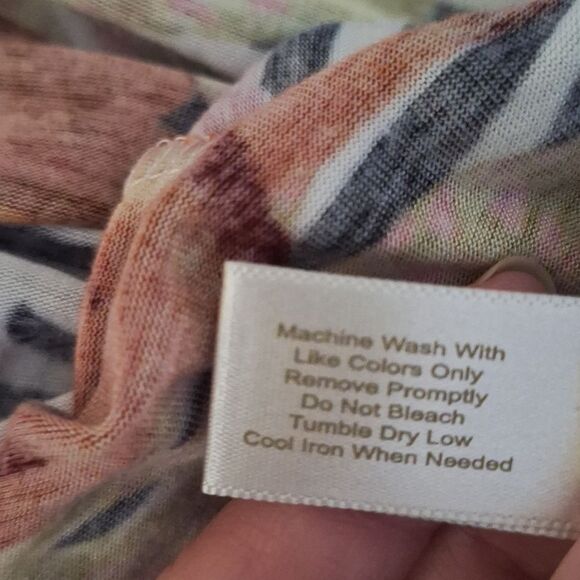 Machine Wash With
Like Colors Only
Remove Promptly
Do Not Bleach
Tumble Dry Low
Cool Iron When Needed